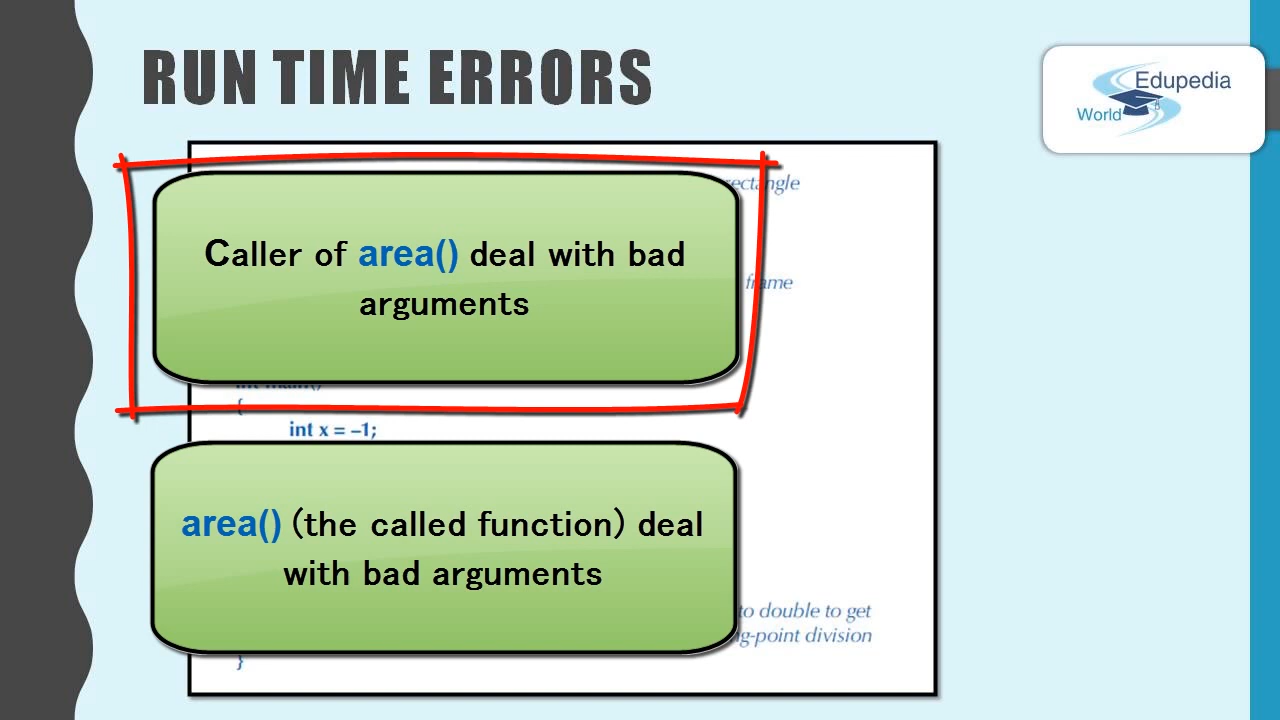 RUN TIME ERRORS
Edupedia
World
rectangle
Caller of area() deal with bad
arguments
frame
int main()
{
int x = –1;
area() (the called function) deal
with bad arguments
to double to get
division
}